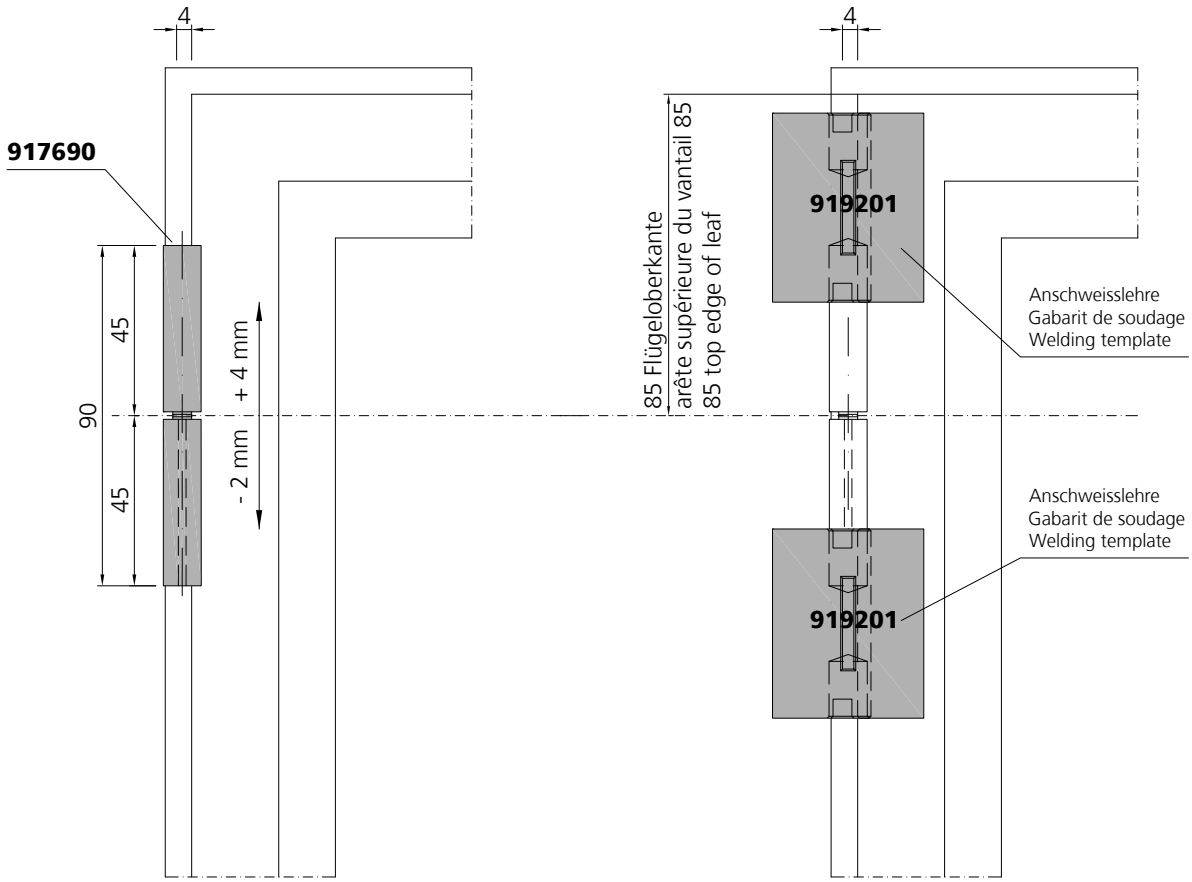 4
917690
45
90
45
+ 4 mm
- 2 mm
4
85 Flügeloberkante
arête supérieure du vantail 85
85 top edge of leaf
919201
Anschweisslehre
Gabarit de soudage
Welding template
919201
Anschweisslehre
Gabarit de soudage
Welding template